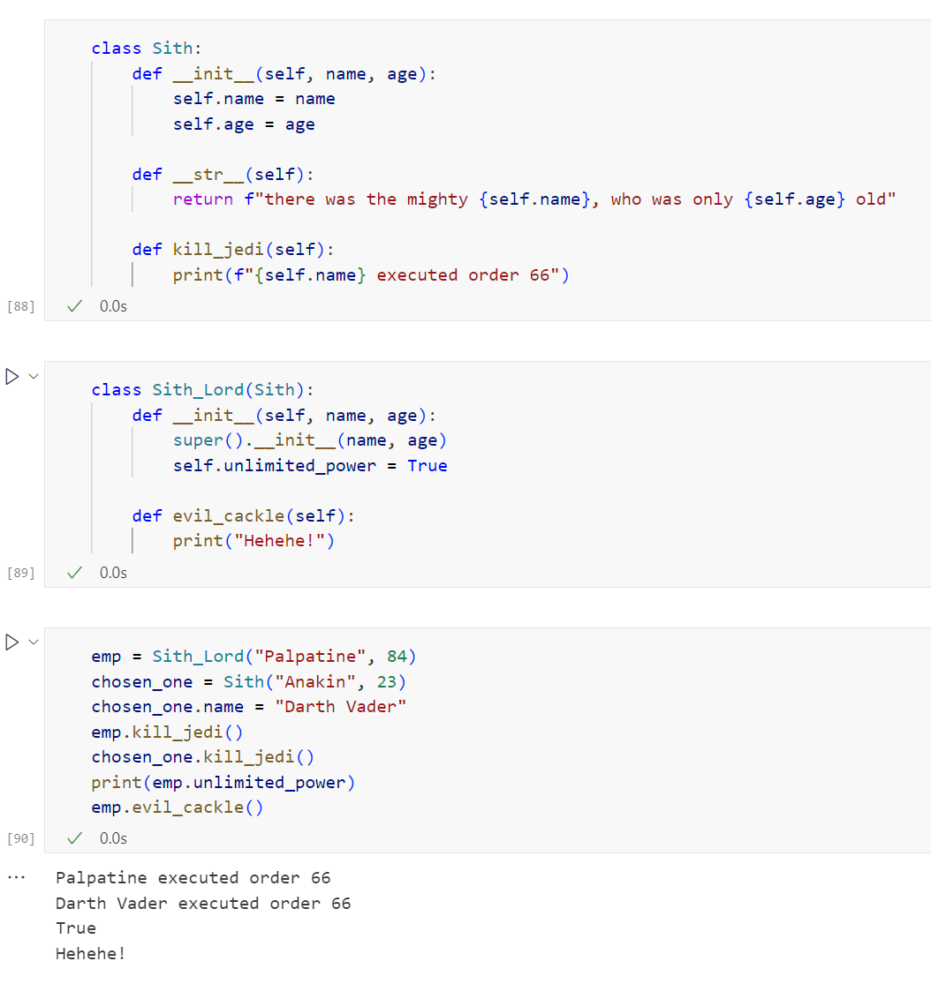 class Sith:
    def __init__(self, name, age):
        self.name = name
        self.age = age
    def __str__(self):
        return f"there was the mighty {self.name}, who was only {self.age} old"
    def kill_jedi(self):
        print(f"{self.name} executed order 66")
[88] ✓ 0.0s
class Sith_Lord(Sith):
    def __init__(self, name, age):
        super().__init__(name, age)
        self.unlimited_power = True
    def evil_cackle(self):
        print("Hehehe!")
[89] ✓ 0.0s
emp = Sith_Lord("Palpatine", 84)
chosen_one = Sith("Anakin", 23)
chosen_one.name = "Darth Vader"
emp.kill_jedi()
chosen_one.kill_jedi()
print(emp.unlimited_power)
emp.evil_cackle()
[90] ✓ 0.0s
... Palpatine executed order 66
Darth Vader executed order 66
True
Hehehe!